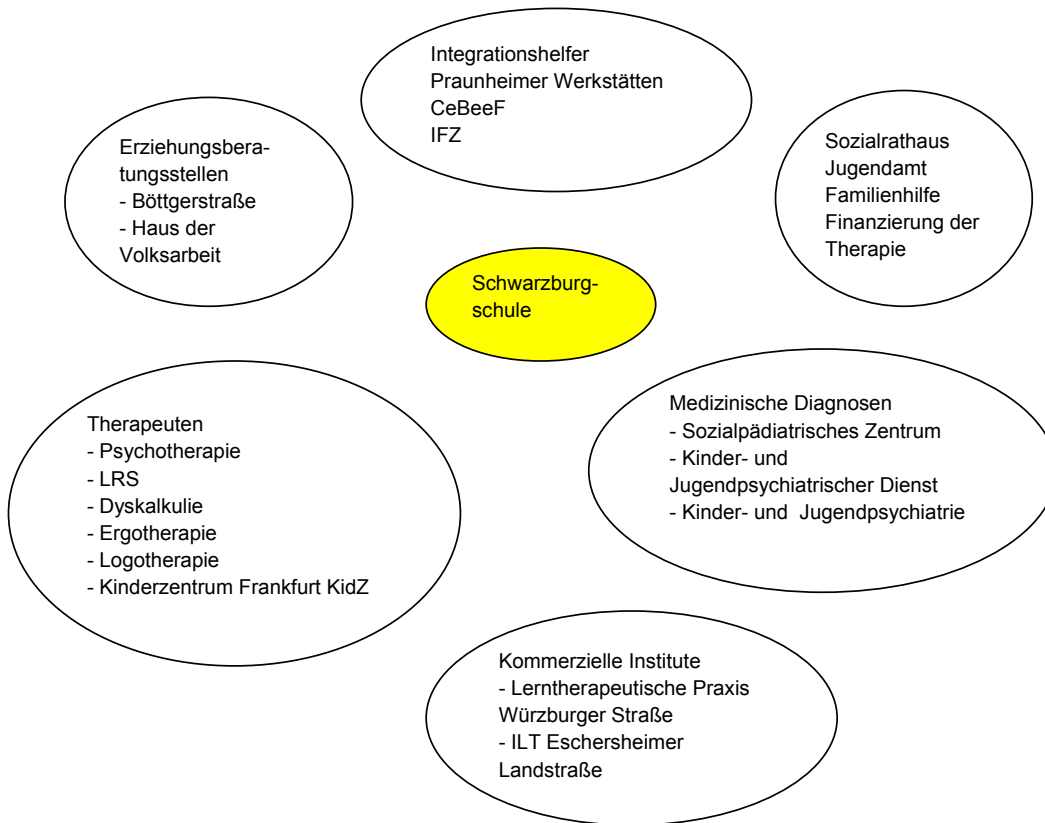 Integrationshelfer
Praunheimer Werkstätten
CeBeeF
IFZ
Erziehungsbera-
tungsstellen
- Böttgerstraße
- Haus der
Volksarbeit
Sozialrathaus
Jugendamt
Familienhilfe
Finanzierung der
Therapie
Schwarzburg-
schule
Therapeuten
- Psychotherapie
- LRS
- Dyskalkulie
- Ergotherapie
- Logotherapie
- Kinderzentrum Frankfurt KidZ
Medizinische Diagnosen
- Sozialpädiatrisches Zentrum
- Kinder- und
Jugendpsychiatrischer Dienst
- Kinder- und  Jugendpsychiatrie
Kommerzielle Institute
- Lerntherapeutische Praxis
Würzburger Straße
- ILT Eschersheimer
Landstraße